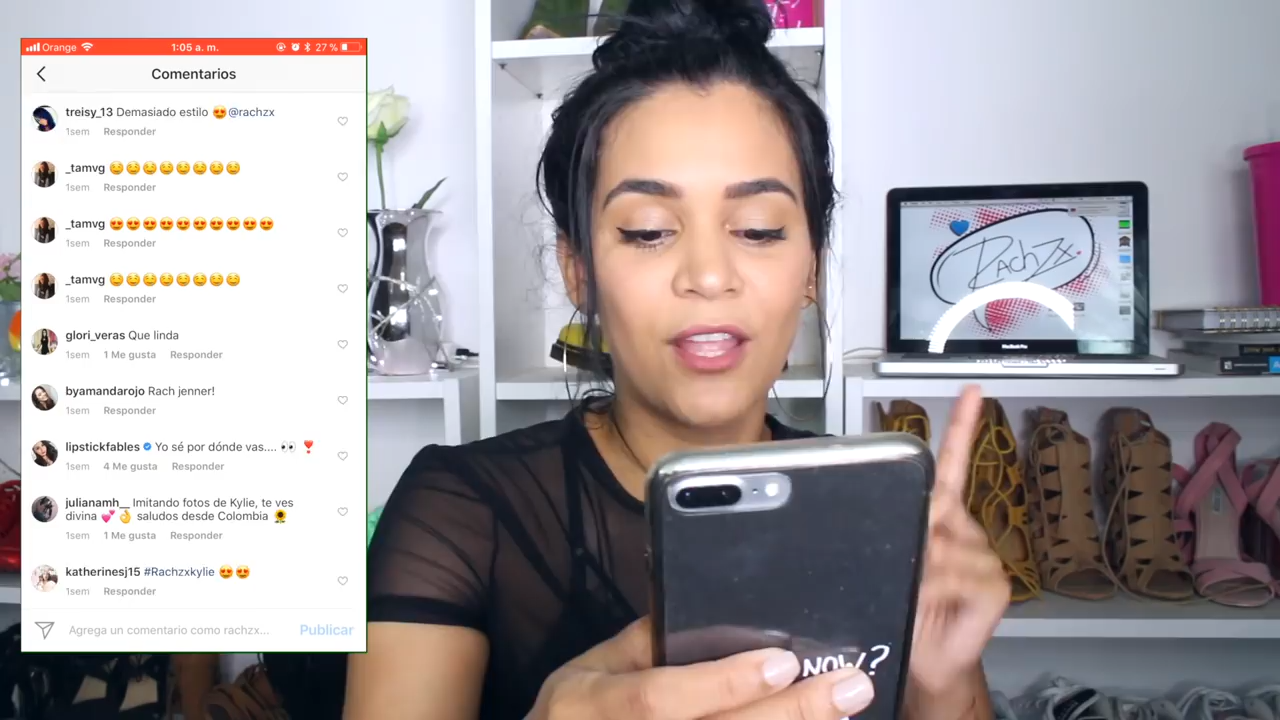 Orange 1:05 a. m. 27 %
Comentarios
treisy_13 Demasiado estilo 😍@rachzx
1sem Responder
_tamvg 😏😏😏😏😏😏😏😏
1sem Responder
_tamvg 😍😍😍😍😍😍😍😍😍😍
1sem Responder
_tamvg 😏😏😏😏😏😏😏😏
1sem Responder
glori_veras Que linda
1sem 1 Me gusta Responder
byamandarojo Rach jenner!
1sem Responder
lipstickfables Yo sé por dónde vas.... 👀 ❣️
1sem 4 Me gusta Responder
julianamh__ Imitando fotos de Kylie, te ves
divina 💞👌 saludos desde Colombia 🌻
1sem 1 Me gusta Responder
katherinesj15 #Rachzxkylie 😍😍
1sem Responder
Agrega un comentario como rachzx... Publicar
RachZx
MacBook Pro
NOW?